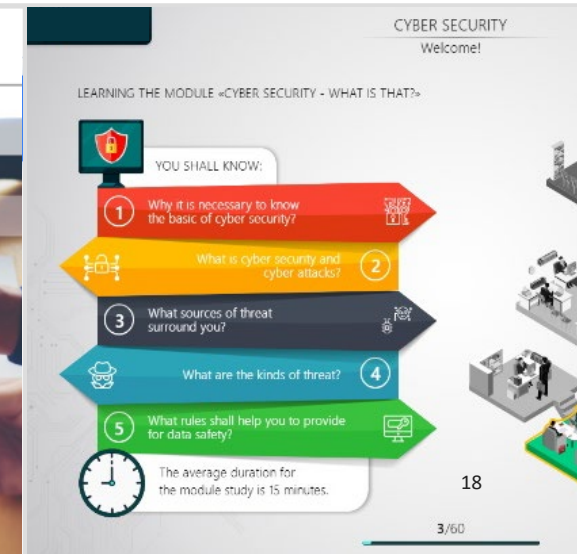 CYBER SECURITY
Welcome!
LEARNING THE MODULE «CYBER SECURITY - WHAT IS THAT?»
YOU SHALL KNOW:
1
Why it is necessary to know
the basic of cyber security?
What is cyber security and
cyber attacks?
2
3
What sources of threat
surround you?
What are the kinds of threat?
4
5
What rules shall help you to provide
for data safety?
The average duration for
the module study is 15 minutes.
18
3/60